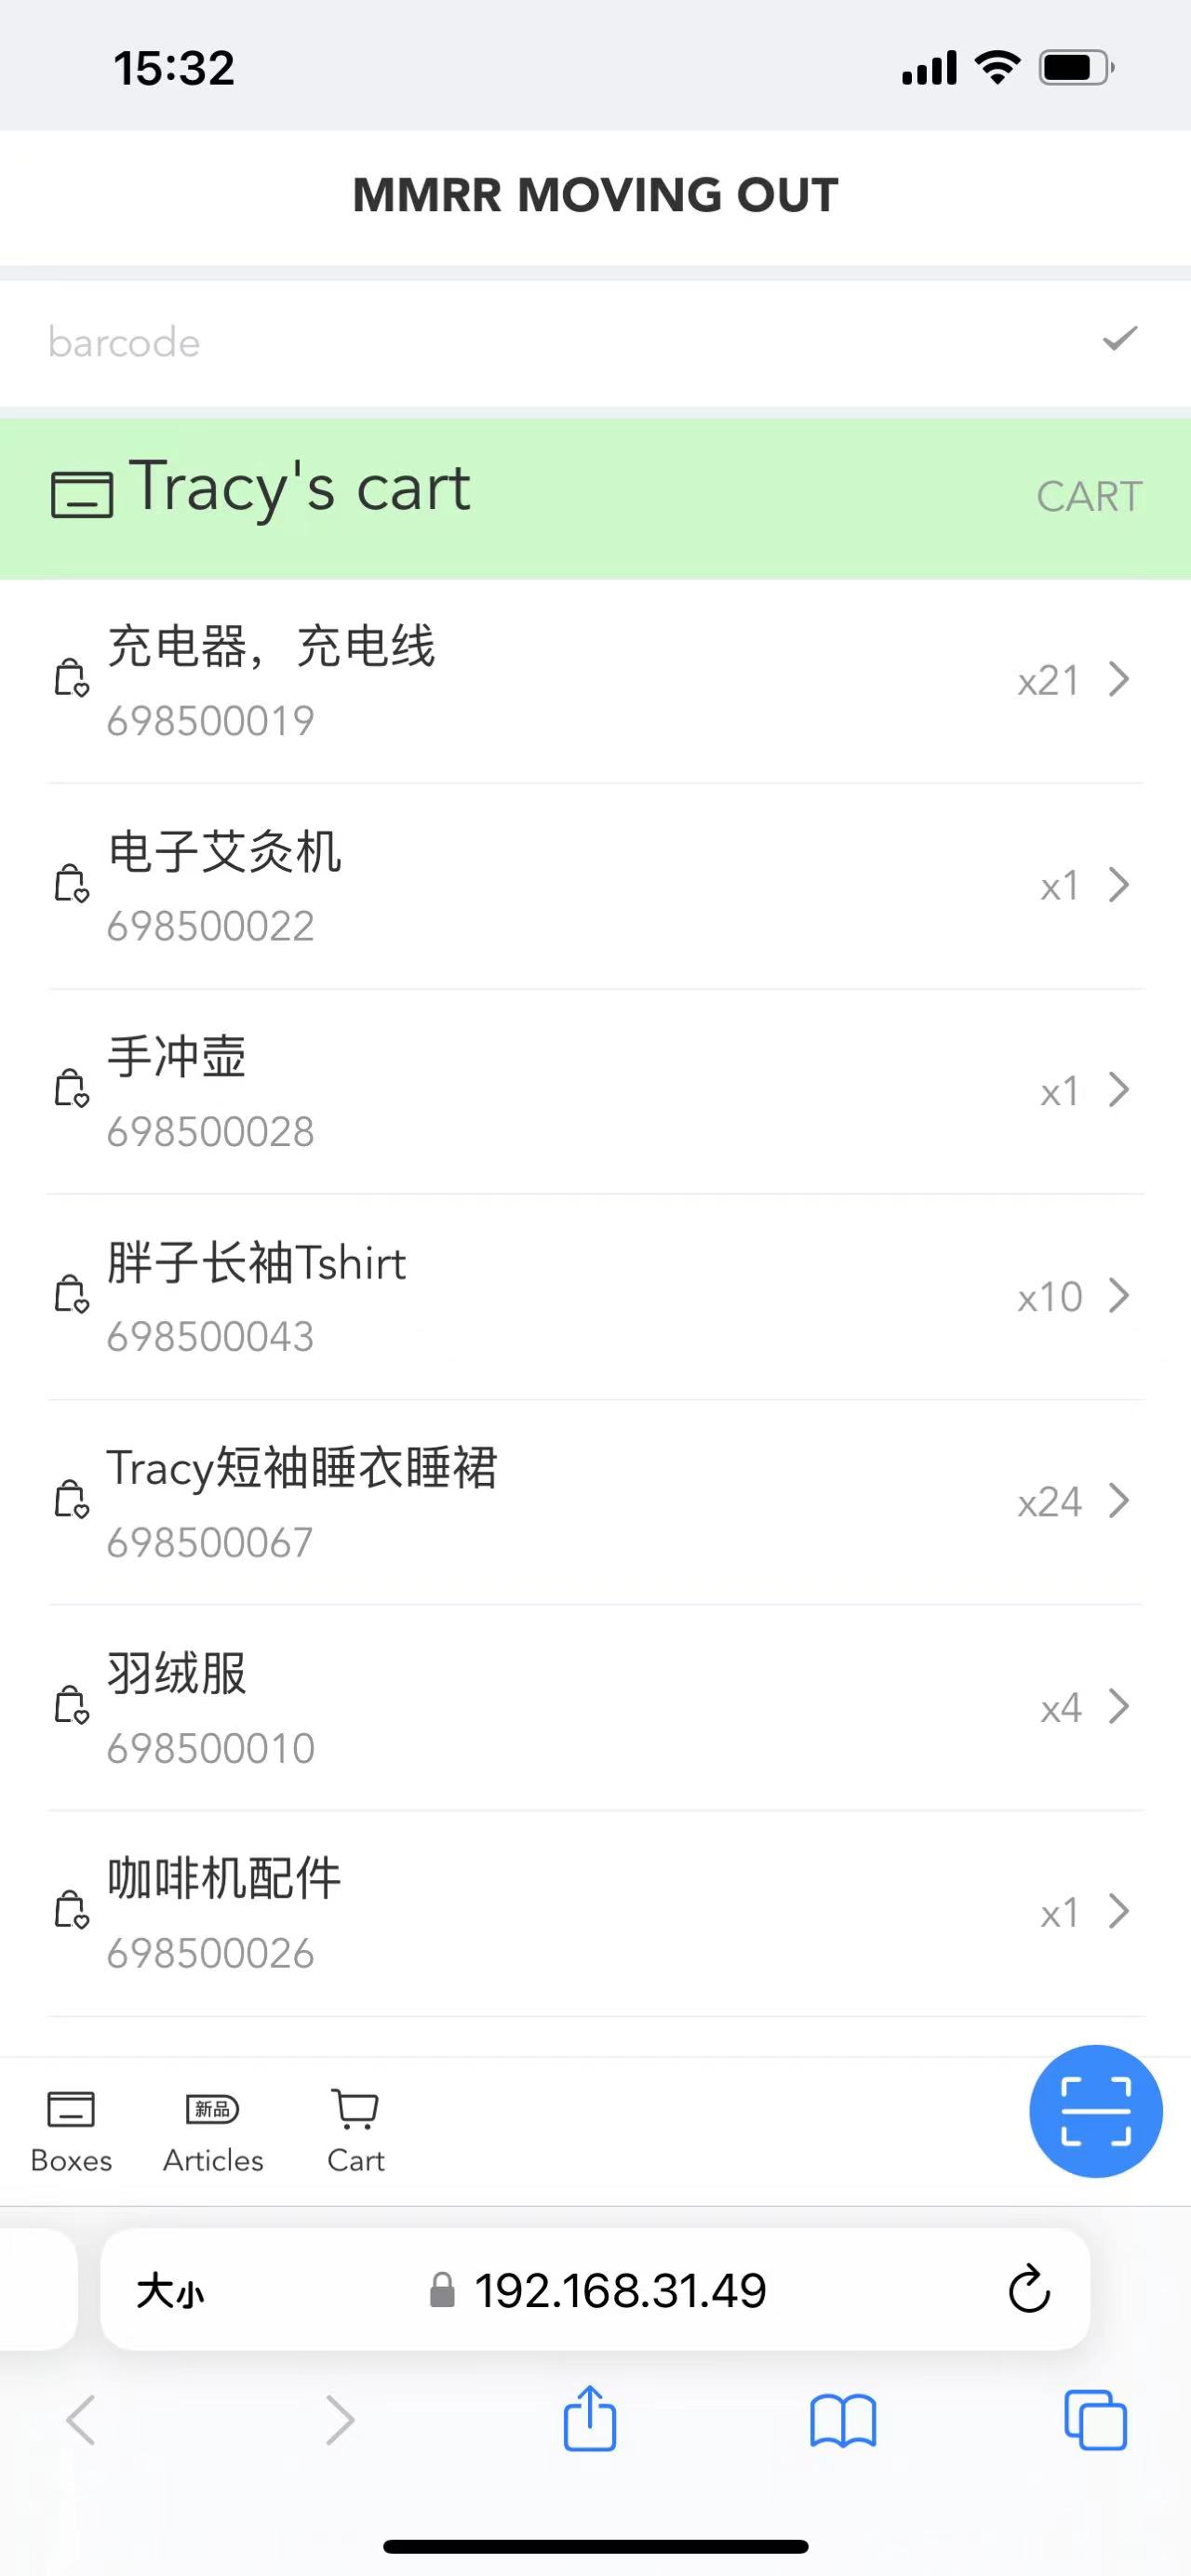 15:32
MMRR MOVING OUT
barcode
Tracy's cart
CART
充电器，充电线
698500019
x21
电子艾灸机
698500022
x1
手冲壶
698500028
x1
胖子长袖Tshirt
698500043
x10
Tracy短袖睡衣睡裙
698500067
x24
羽绒服
698500010
x4
咖啡机配件
698500026
x1
新品
Boxes
Articles
Cart
大小
192.168.31.49